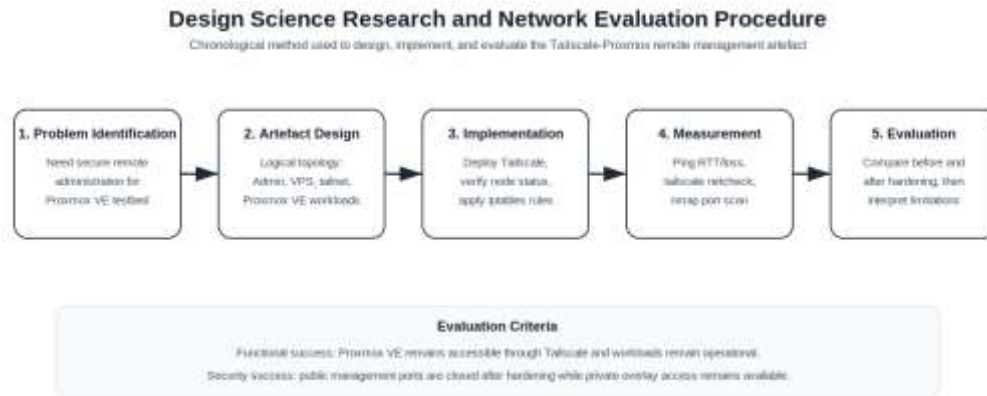 Design Science Research and Network Evaluation Procedure
Chronological method used to design, implement, and evaluate the Tailscale-Proxmox remote management artefact
1. Problem Identification
Need secure remote
administration for
Proxmox VE testbed
2. Artefact Design
Logical topology:
Admin, VPS, tailnet,
Proxmox VE workloads
3. Implementation
Deploy Tailscale,
verify node status,
apply iptables rules
4. Measurement
Ping RTT/loss,
tailscale netcheck,
nmap port scan
5. Evaluation
Compare before and
after hardening, then
interpret limitations
Evaluation Criteria
Functional success: Proxmox VE remains accessible through Tailscale and workloads remain operational.
Security success: public management ports are closed after hardening while private overlay access remains available.